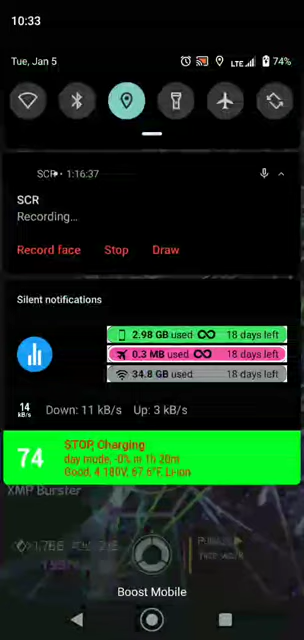 10:33
Tue, Jan 5
LTE
74%
SCR • 1:16:37
SCR
Recording...
Record face Stop Draw
Silent notifications
2.98 GB used 18 days left
0.3 MB used 18 days left
34.8 GB used 18 days left
14
kB/s
Down: 11 kB/s Up: 3 kB/s
74
STOP, Charging
day mode, -0% in 1h 20m
Good, 4.180V, 67.6°F, Li-ion
XMP Burster
Boost Mobile